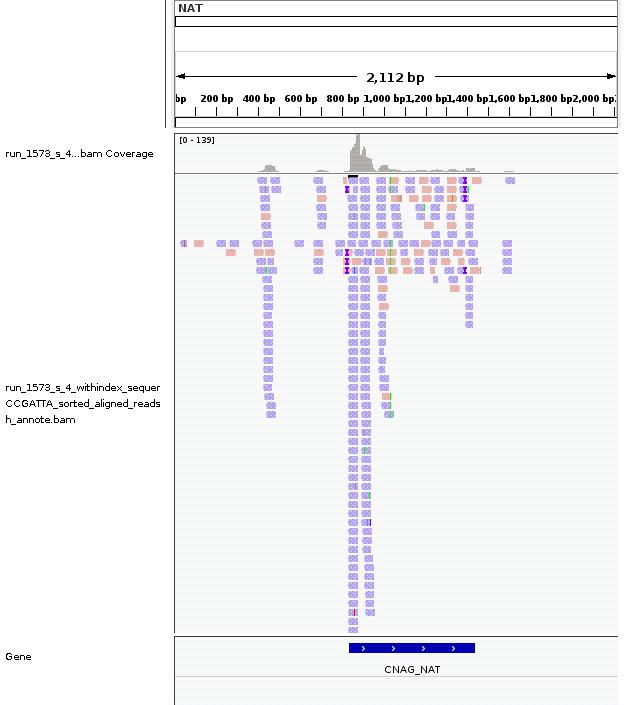 NAT
2,112 bp
bp 200 bp 400 bp 600 bp 800 bp 1,000 bp 1,200 bp 1,400 bp 1,600 bp 1,800 bp 2,000 bp
[0 - 139]
run_1573_s_4...bam Coverage
run_1573_s_4_withindex_sequer
CCGATTA_sorted_aligned_reads
h_annote.bam
Gene
CNAG_NAT